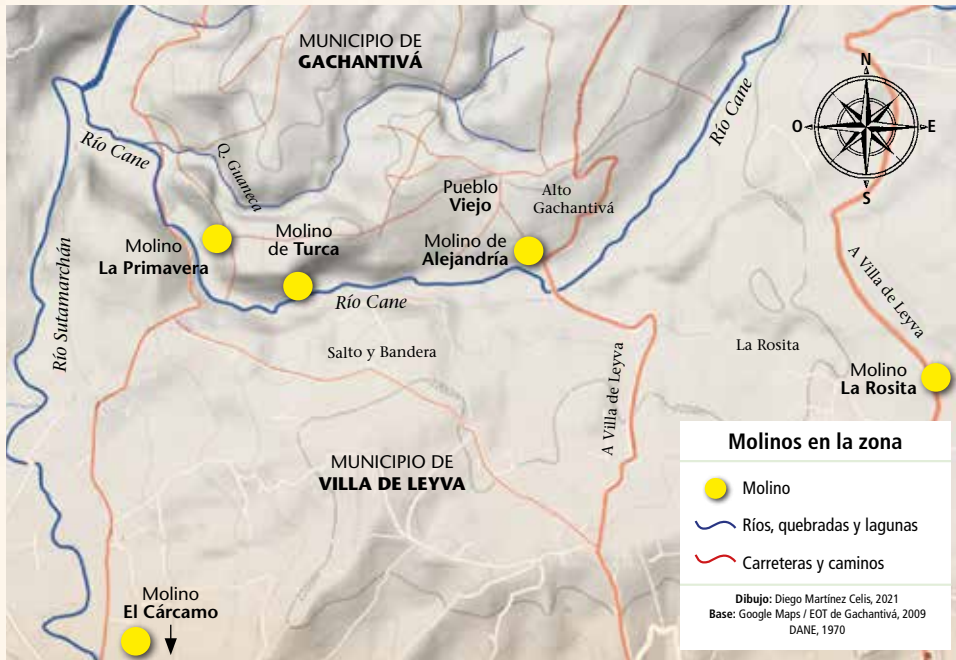 MUNICIPIO DE
GACHANTIVÁ
N
O
E
S
Río Cane
Río Cane
Q. Guaneca
Pueblo
Viejo
Alto
Gachantivá
Molino
La Primavera
Molino
de Turca
Molino de
Alejandría
Río Cane
Río Sutamarchán
A Villa de Leyva
Salto y Bandera
La Rosita
A Villa de Leyva
Molino
La Rosita
MUNICIPIO DE
VILLA DE LEYVA
Molino
El Cárcamo
Molinos en la zona
Molino
Ríos, quebradas y lagunas
Carreteras y caminos
Dibujo: Diego Martínez Celis, 2021
Base: Google Maps / EOT de Gachantivá, 2009
DANE, 1970